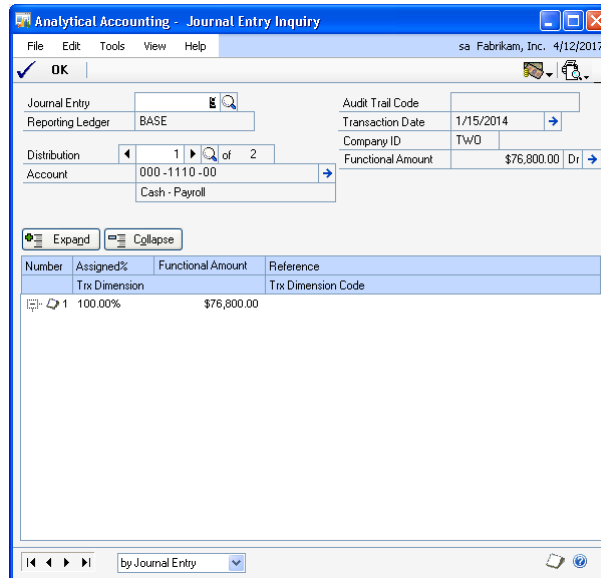 Analytical Accounting - Journal Entry Inquiry
File Edit Tools View Help sa Fabrikam, Inc. 4/12/2017
OK
Journal Entry
Audit Trail Code
Reporting Ledger BASE
Transaction Date 1/15/2014
Company ID TWO
Distribution 1 of 2
Functional Amount $76,800.00 Dr
Account 000 -1110 -00
Cash - Payroll
Expand Collapse
Number Assigned% Functional Amount Reference
Trx Dimension Trx Dimension Code
1 100.00% $76,800.00
by Journal Entry